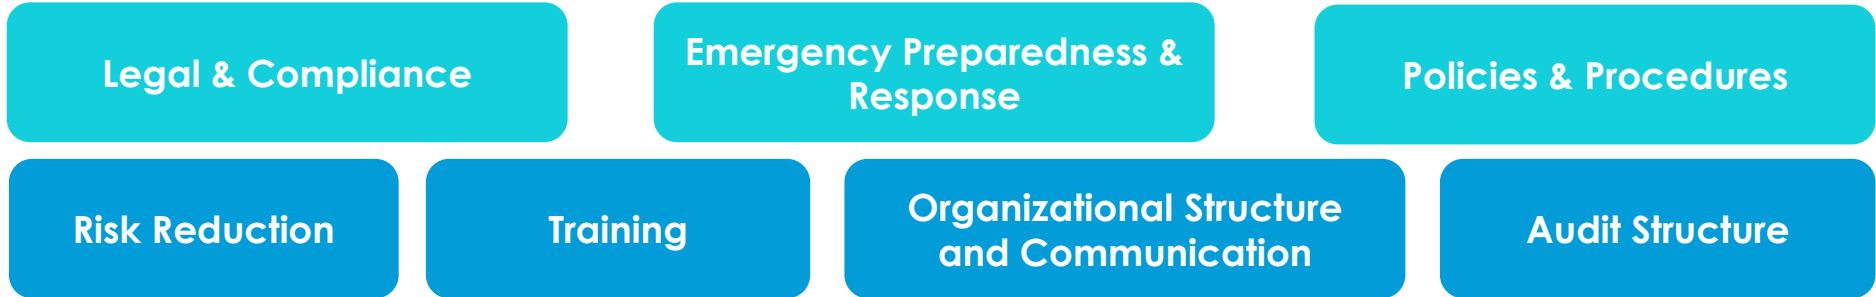 Legal & Compliance
Emergency Preparedness &
Response
Policies & Procedures
Risk Reduction
Training
Organizational Structure
and Communication
Audit Structure